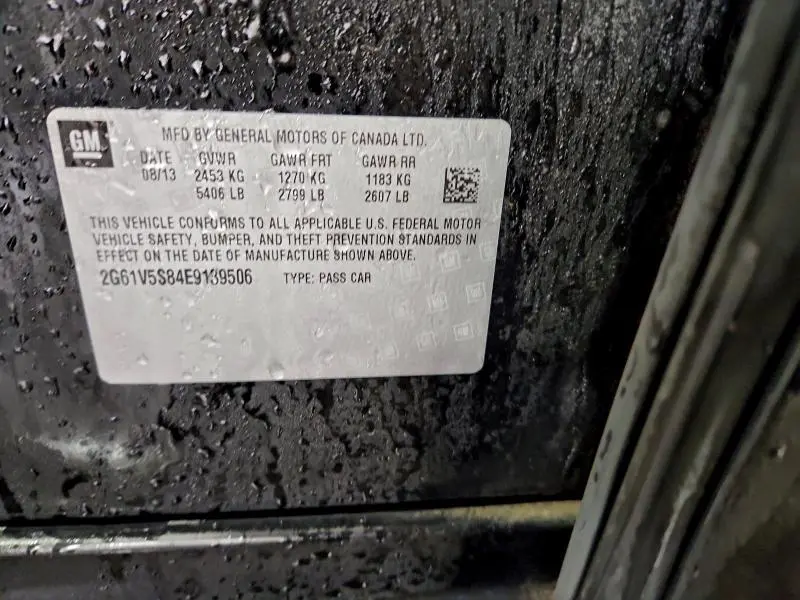 GM
MFD BY GENERAL MOTORS OF CANADA LTD.
DATE GVWR GAWR FRT GAWR RR
08/13 2453 KG 1270 KG 1183 KG
5406 LB 2799 LB 2607 LB
THIS VEHICLE CONFORMS TO ALL APPLICABLE U.S. FEDERAL MOTOR
VEHICLE SAFETY, BUMPER, AND THEFT PREVENTION STANDARDS IN
EFFECT ON THE DATE OF MANUFACTURE SHOWN ABOVE.
2G61V5S84E9139506 TYPE: PASS CAR